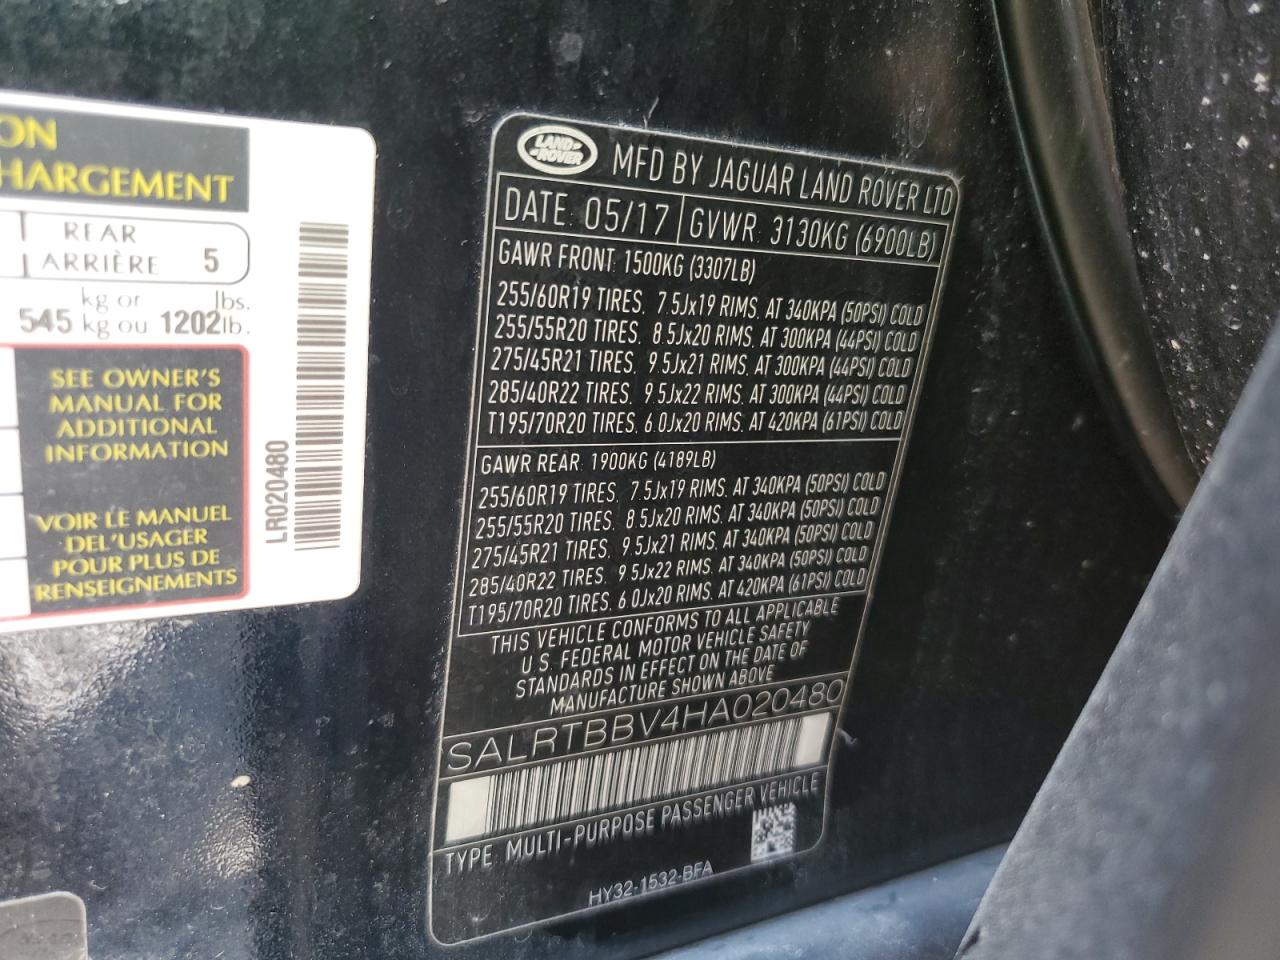 ON
HARGEMENT
REAR
ARRIÈRE 5
kg or lbs.
545 kg ou 1202 lb.
SEE OWNER'S
MANUAL FOR
ADDITIONAL
INFORMATION
VOIR LE MANUEL
DEL'USAGER
POUR PLUS DE
RENSEIGNEMENTS
LR020480
LAND ROVER
MFD BY JAGUAR LAND ROVER LTD
DATE: 05/17 GVWR: 3130KG (6900LB)
GAWR FRONT: 1500KG (3307LB)
255/60R19 TIRES, 7.5Jx19 RIMS, AT 340KPA (50PSI) COLD
255/55R20 TIRES, 8.5Jx20 RIMS, AT 300KPA (44PSI) COLD
275/45R21 TIRES, 9.5Jx21 RIMS, AT 300KPA (44PSI) COLD
285/40R22 TIRES, 9.5Jx22 RIMS, AT 300KPA (44PSI) COLD
T195/70R20 TIRES, 6.0Jx20 RIMS, AT 420KPA (61PSI) COLD
GAWR REAR: 1900KG (4189LB)
255/60R19 TIRES, 7.5Jx19 RIMS, AT 340KPA (50PSI) COLD
255/55R20 TIRES, 8.5Jx20 RIMS, AT 340KPA (50PSI) COLD
275/45R21 TIRES, 9.5Jx21 RIMS, AT 340KPA (50PSI) COLD
285/40R22 TIRES, 9.5Jx22 RIMS, AT 340KPA (50PSI) COLD
T195/70R20 TIRES, 6.0Jx20 RIMS, AT 420KPA (61PSI) COLD
THIS VEHICLE CONFORMS TO ALL APPLICABLE
U.S. FEDERAL MOTOR VEHICLE SAFETY
STANDARDS IN EFFECT ON THE DATE OF
MANUFACTURE SHOWN ABOVE
SALRTBBV4HA020480
TYPE: MULTI-PURPOSE PASSENGER VEHICLE
HY32-1532-BFA